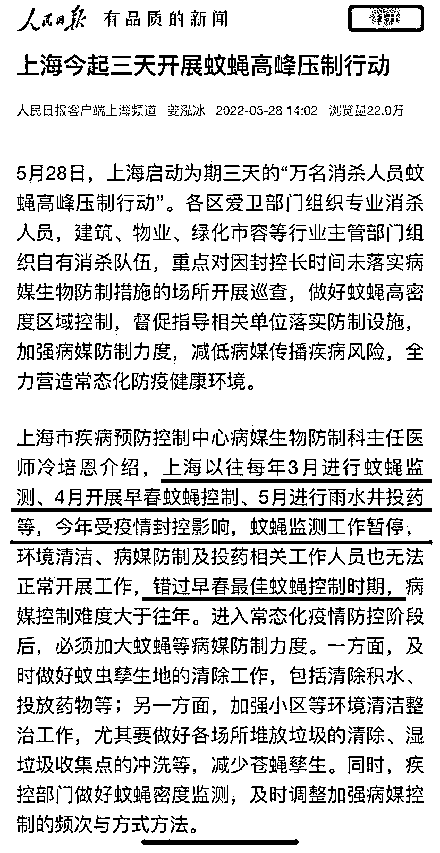 人民日报 有品质的新闻
上海今起三天开展蚊蝇高峰压制行动
人民日报客户端上海频道 姜泓冰 2022-05-28 14:02 浏览量22.0万
5月28日，上海启动为期三天的“万名消杀人员蚊
蝇高峰压制行动”。各区爱卫部门组织专业消杀
人员，建筑、物业、绿化市容等行业主管部门组
织自有消杀队伍，重点对因封控长时间未落实病
媒生物防制措施的场所开展巡查，做好蚊蝇高密
度区域控制，督促指导相关单位落实防制设施，
加强病媒防制力度，减低病媒传播疾病风险，全
力营造常态化防疫健康环境。
上海市疾病预防控制中心病媒生物防制科主任医
师冷培恩介绍，上海以往每年3月进行蚊蝇监
测、4月开展早春蚊蝇控制、5月进行雨水井投药
等，今年受疫情封控影响，蚊蝇监测工作暂停，
环境清洁、病媒防制及投药相关工作人员也无法
正常开展工作，错过早春最佳蚊蝇控制时期，病
媒控制难度大于往年。进入常态化疫情防控阶段
后，必须加大蚊蝇等病媒防制力度。一方面，及
时做好蚊虫孳生地的清除工作，包括清除积水、
投放药物等；另一方面，加强小区等环境清洁整
治工作，尤其要做好各场所堆放垃圾的清除、湿
垃圾收集点的冲洗等，减少苍蝇孳生。同时，疾
控部门做好蚊蝇密度监测，及时调整加强病媒控
制的频次与方式方法。